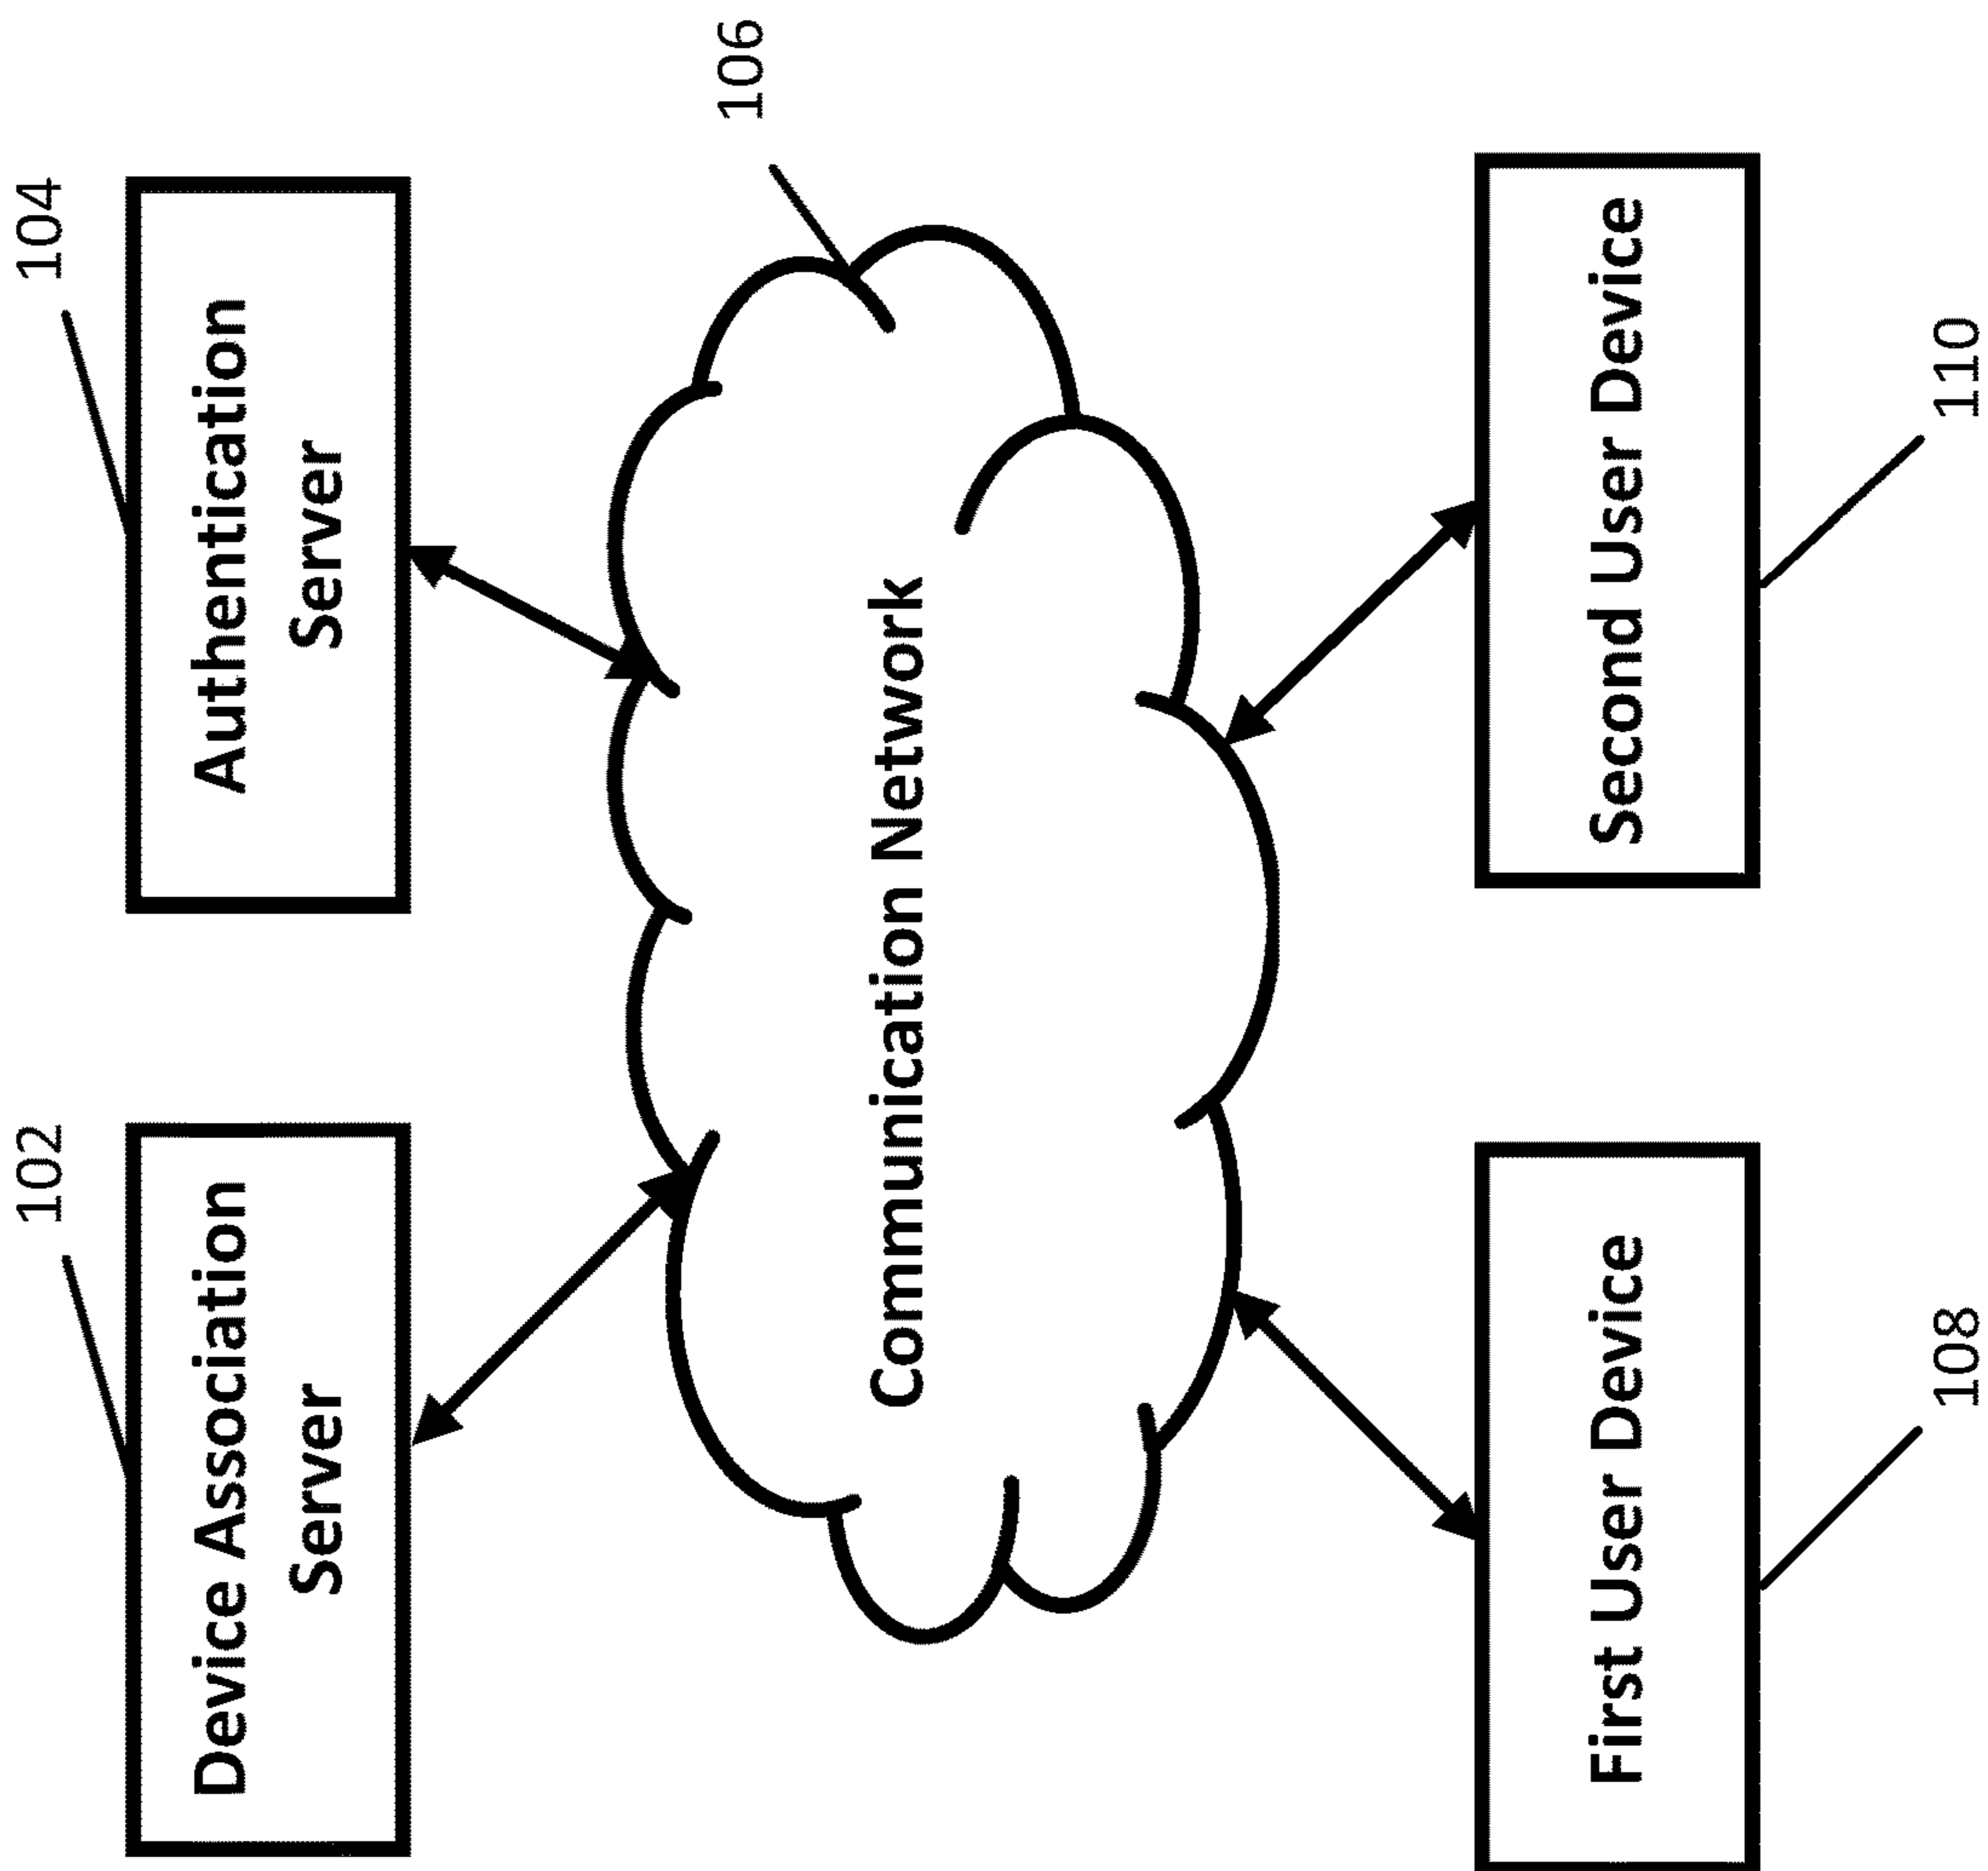 102
Device Association
Server
104
Authentication
Server
106
Communication Network
First User Device
108
Second User Device
110